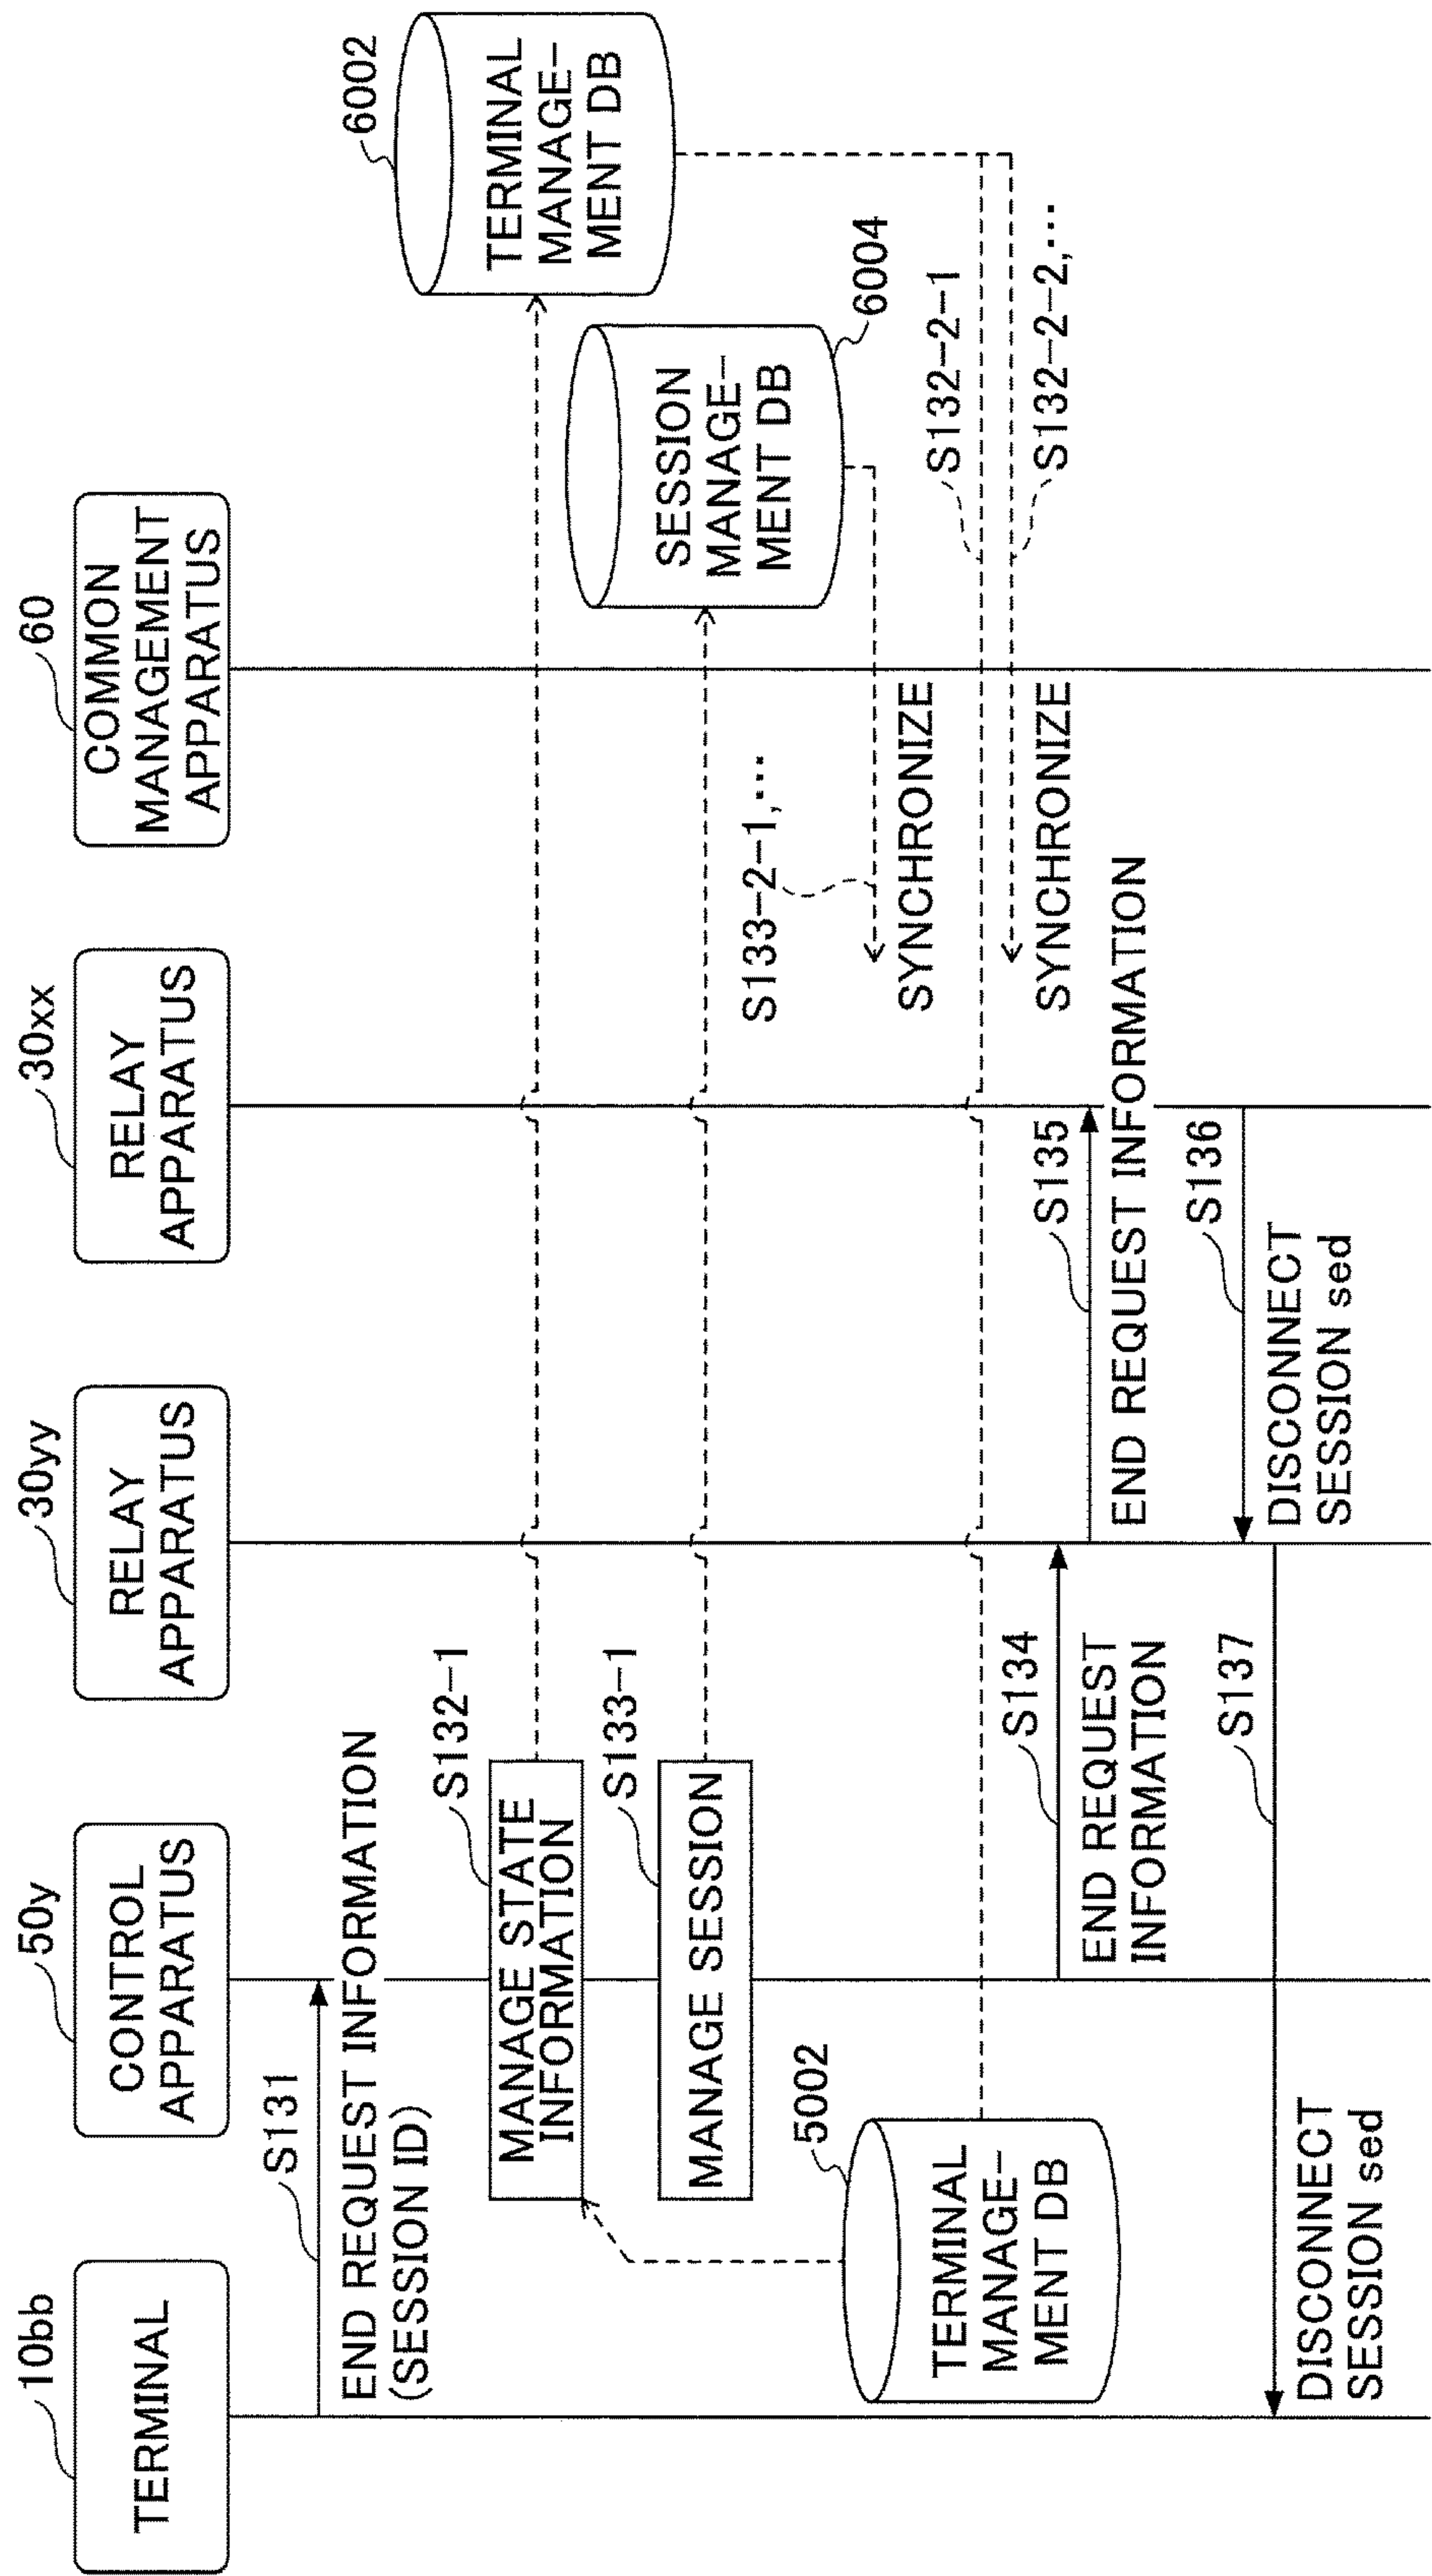 10bb
TERMINAL
50y
CONTROL
APPARATUS
30yy
RELAY
APPARATUS
30xx
RELAY
APPARATUS
60
COMMON
MANAGEMENT
APPARATUS
S131
END REQUEST INFORMATION
(SESSION ID)
S132-1
MANAGE STATE
INFORMATION
6002
TERMINAL
MANAGE-
MENT DB
S133-1
MANAGE SESSION
SESSION
MANAGE-
MENT DB
6004
S133-2-1,...
SYNCHRONIZE
5002
TERMINAL
MANAGE-
MENT DB
S132-2-1
S132-2-2,...
SYNCHRONIZE
S134
END REQUEST
INFORMATION
S135
END REQUEST INFORMATION
S136
DISCONNECT
SESSION sed
S137
DISCONNECT
SESSION sed